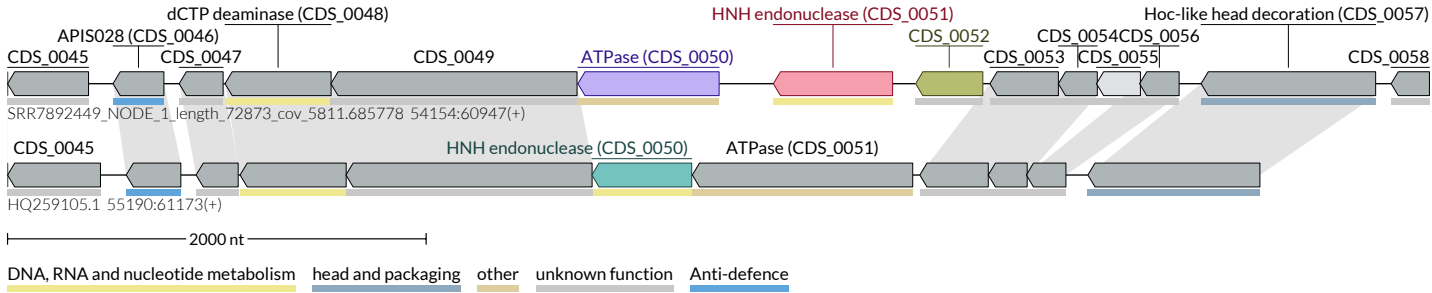 dCTP deaminase (CDS_0048) HNH endonuclease (CDS_0051) Hoc-like head decoration (CDS_0057)
APIS028 (CDS_0046) CDS_0052 CDS_0054 CDS_0056
CDS_0045 CDS_0047 CDS_0049 ATPase (CDS_0050) CDS_0053 CDS_0055 CDS_0058
SRR7892449_NODE_1_length_72873_cov_5811.685778 54154:60947(+)
CDS_0045 HNH endonuclease (CDS_0050) ATPase (CDS_0051)
HQ259105.1 55190:61173(+)
2000 nt
DNA, RNA and nucleotide metabolism head and packaging other unknown function Anti-defence